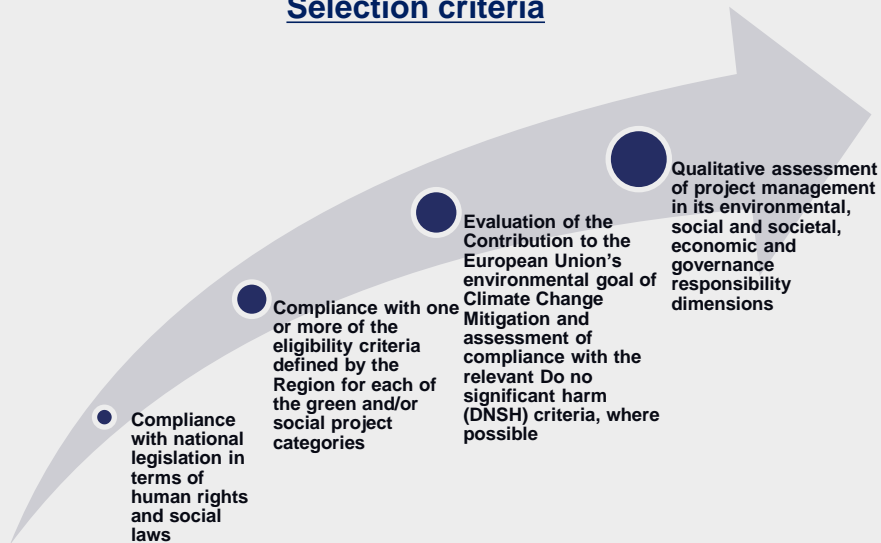 Selection criteria
Compliance
with national
legislation in
terms of
human rights
and social
laws
Compliance with one
or more of the
eligibility criteria
defined by the
Region for each of
the green and/or
social project
categories
Evaluation of the
Contribution to the
European Union’s
environmental goal of
Climate Change
Mitigation and
assessment of
compliance with the
relevant Do no
significant harm
(DNSH) criteria, where
possible
Qualitative assessment
of project management
in its environmental,
social and societal,
economic and
governance
responsibility
dimensions